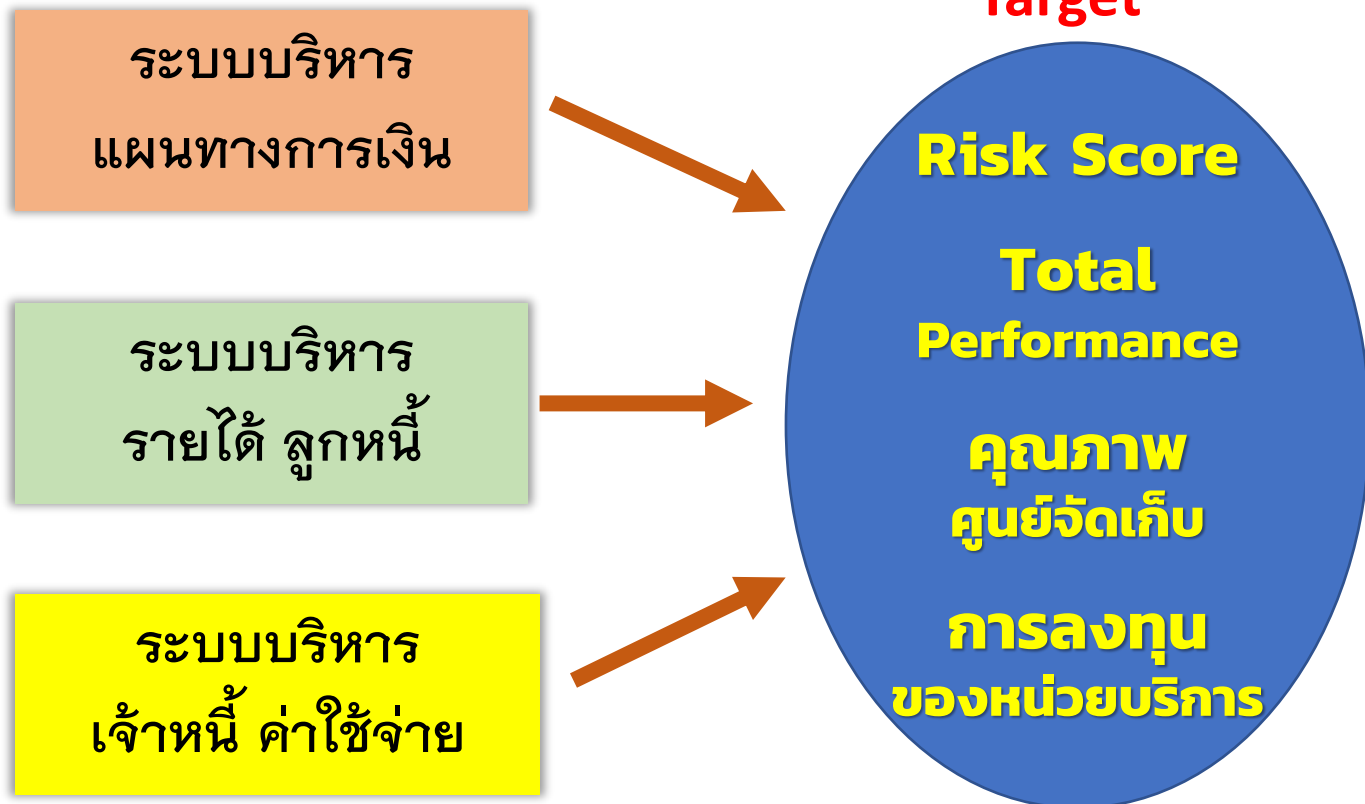 Target
ระบบบริหาร
แผนทางการเงิน
ระบบบริหาร
รายได้ ลูกหนี้
ระบบบริหาร
เจ้าหนี้ ค่าใช้จ่าย
Risk Score
Total
Performance
คุณภาพ
ศูนย์จัดเก็บ
การลงทุน
ของหน่วยบริการ